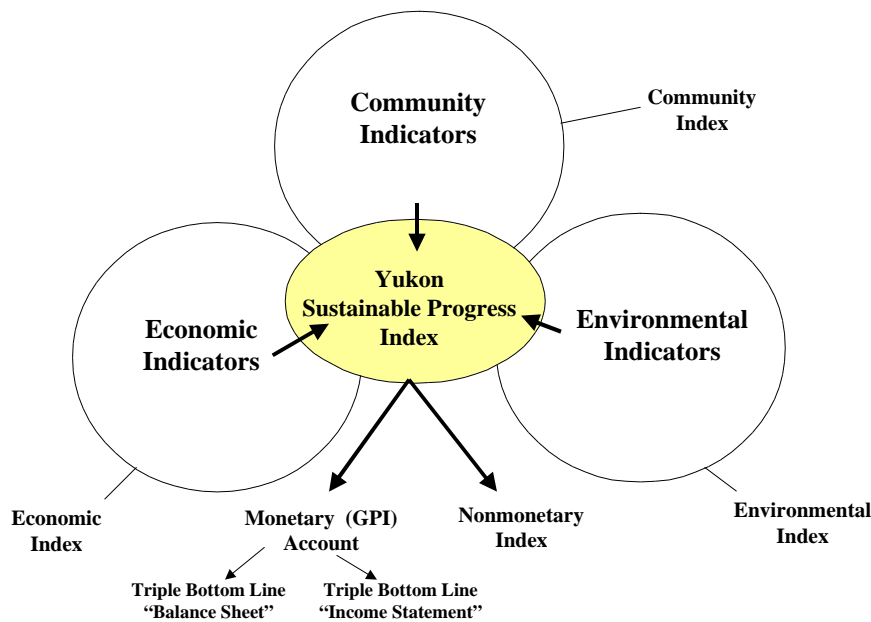 Community
Indicators
Community
Index
Yukon
Sustainable Progress
Index
Economic
Indicators
Environmental
Indicators
Economic
Index
Monetary (GPI)
Account
Nonmonetary
Index
Environmental
Index
Triple Bottom Line
“Balance Sheet”
Triple Bottom Line
“Income Statement”